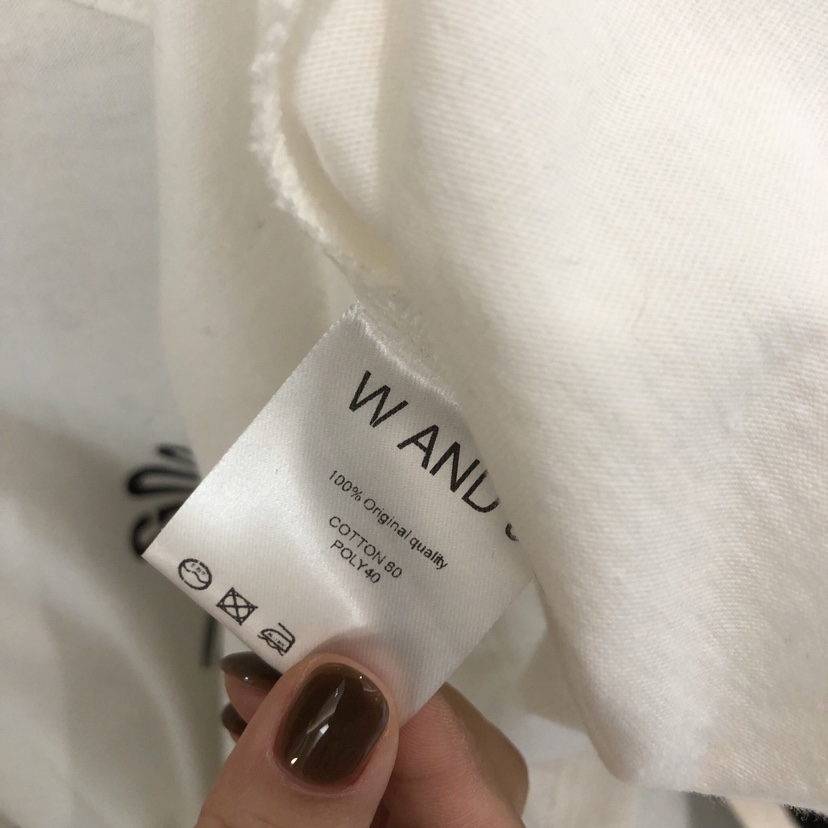 W AND
100% Original quality
COTTON 80
POLY40